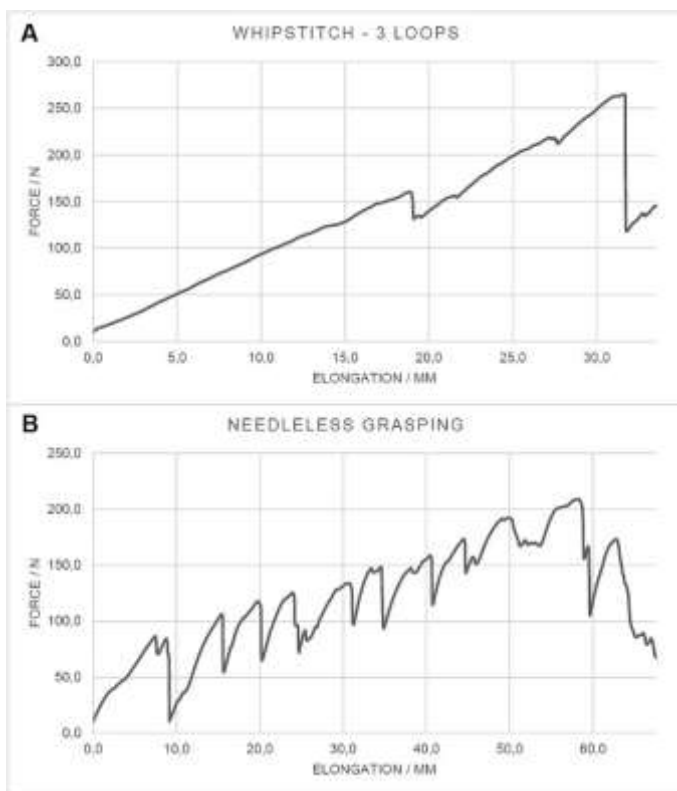 A
WHIPSTITCH - 3 LOOPS
300,0
250,0
200,0
150,0
100,0
50,0
0,0
FORCE / N
0,0 5,0 10,0 15,0 20,0 25,0 30,0
ELONGATION / MM
B
NEEDLELESS GRASPING
250,0
200,0
150,0
100,0
50,0
0,0
FORCE / N
0,0 10,0 20,0 30,0 40,0 50,0 60,0
ELONGATION / MM